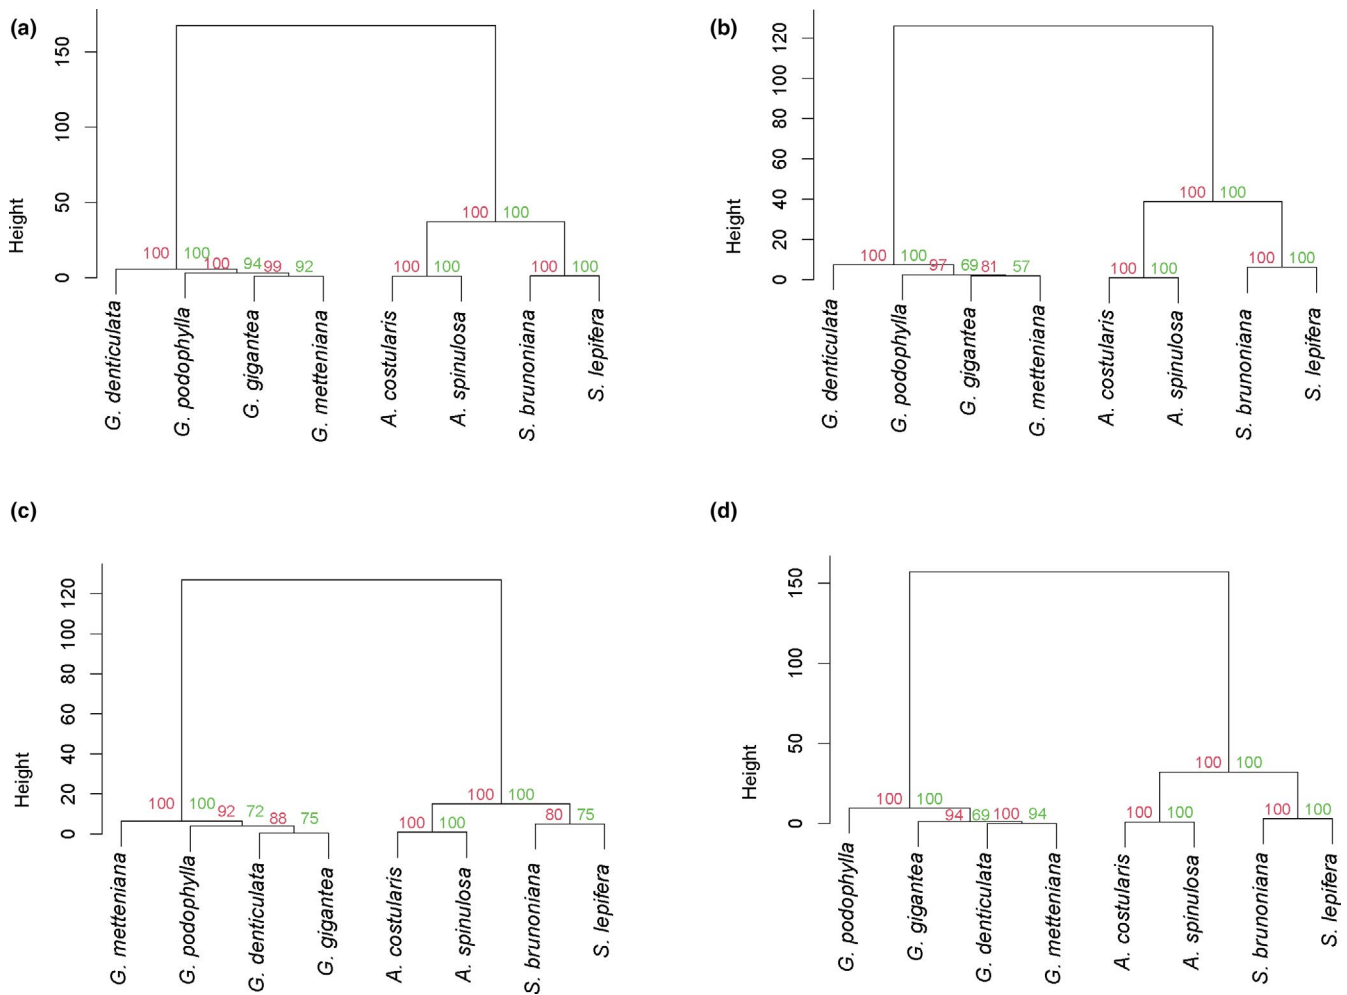 (a)
Height
150
100
50
0
100 100
100 94 99 92
100 100
100 100
100 100
G. denticulata
G. podophylla
G. gigantea
G. metteniana
A. costularis
A. spinulosa
S. brunoniana
S. lepifera
(b)
Height
120
100
80
60
40
20
0
100 100
100 100
97 69 81 57
100 100
100 100
G. denticulata
G. podophylla
G. gigantea
G. metteniana
A. costularis
A. spinulosa
S. brunoniana
S. lepifera
(c)
Height
120
100
80
60
40
20
0
100 100
100 100
92 72 88 75
100 100
80 75
G. metteniana
G. podophylla
G. denticulata
G. gigantea
A. costularis
A. spinulosa
S. brunoniana
S. lepifera
(d)
Height
150
100
50
0
100 100
100 100
94 69 100 94
100 100
100 100
G. podophylla
G. gigantea
G. denticulata
G. metteniana
A. costularis
A. spinulosa
S. brunoniana
S. lepifera